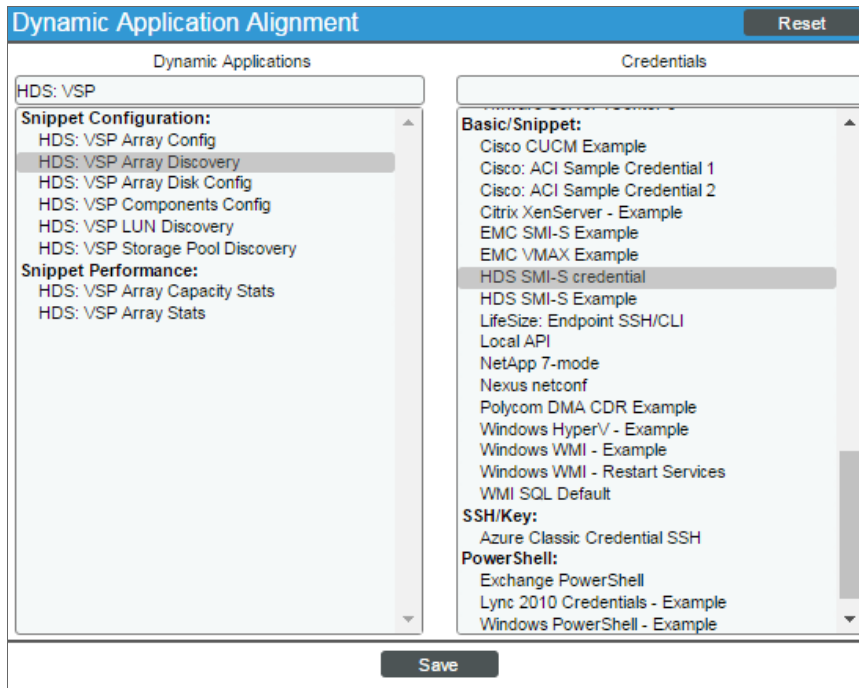 Dynamic Application Alignment
Reset
Dynamic Applications
Credentials
HDS: VSP
Snippet Configuration:
HDS: VSP Array Config
HDS: VSP Array Discovery
HDS: VSP Array Disk Config
HDS: VSP Components Config
HDS: VSP LUN Discovery
HDS: VSP Storage Pool Discovery
Snippet Performance:
HDS: VSP Array Capacity Stats
HDS: VSP Array Stats
Basic/Snippet:
Cisco CUCM Example
Cisco: ACI Sample Credential 1
Cisco: ACI Sample Credential 2
Citrix XenServer - Example
EMC SMI-S Example
EMC VMAX Example
HDS SMI-S credential
HDS SMI-S Example
LifeSize: Endpoint SSH/CLI
Local API
NetApp 7-mode
Nexus netconf
Polycom DMA CDR Example
Windows HyperV - Example
Windows WMI - Example
Windows WMI - Restart Services
WMI SQL Default
SSH/Key:
Azure Classic Credential SSH
PowerShell:
Exchange PowerShell
Lync 2010 Credentials - Example
Windows PowerShell - Example
Save